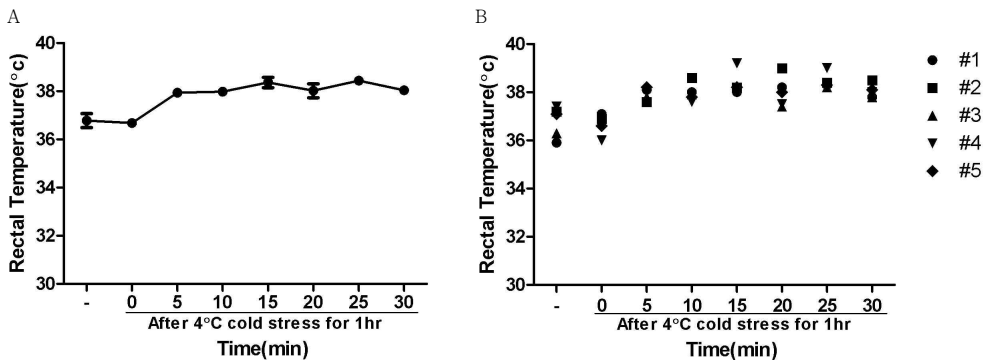 A
Rectal Temperature(°c)
40
38
36
34
32
30
- 0 5 10 15 20 25 30
After 4°C cold stress for 1hr
Time(min)
B
Rectal Temperature(°c)
40
38
36
34
32
30
- 0 5 10 15 20 25 30
After 4°C cold stress for 1hr
Time(min)
#1
#2
#3
#4
#5